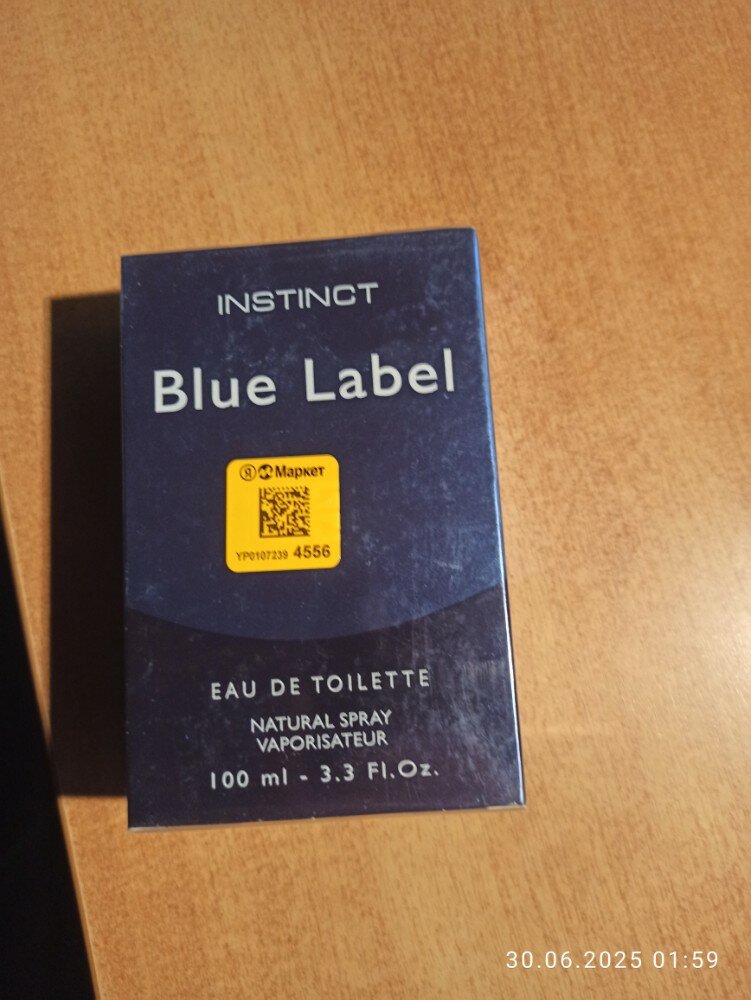 INSTINCT
Blue Label
Я М Маркет
YP0107239 4556
EAU DE TOILETTE
NATURAL SPRAY
VAPORISATEUR
100 ml - 3.3 Fl.Oz.
30.06.2025 01:59